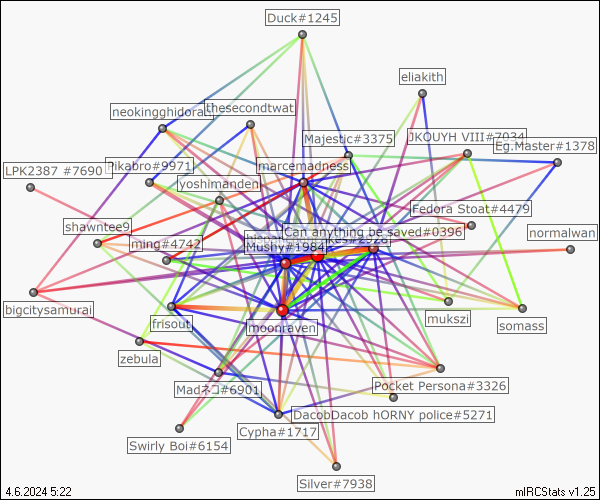 Duck#1245
eliakith
neokingghidorah
thesecondtwat
Majestic#3375
JKOUYH VIII#7034
Eg.Master#1378
LPK2387 #7690
Pikabro#9971
marcemadness
yoshimanden
Fedora Stoat#4479
shawntee9
Can anything be saved#0396
ming#4742
Mushy#1984
normalwan
bigcitysamurai
frisout
moonraven
mukszi
somass
zebula
Madネコ#6901
Pocket Persona#3326
DacobDacob hORNY police#5271
Cypha#1717
Swirly Boi#6154
Silver#7938
4.6.2024 5:22
mIRCStats v1.25